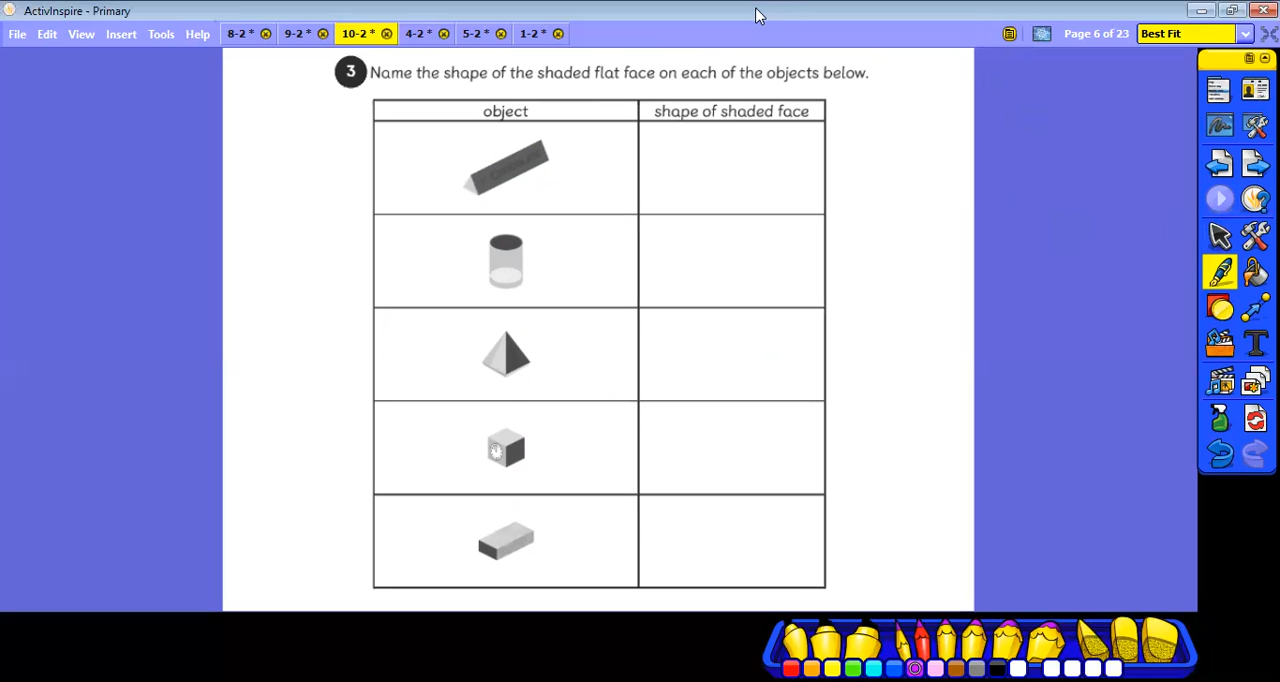 ActivInspire - Primary
File Edit View Insert Tools Help 8-2 * 9-2 * 10-2 * 4-2 * 5-2 * 1-2 * Page 6 of 23 Best Fit
3 Name the shape of the shaded flat face on each of the objects below.
object shape of shaded face